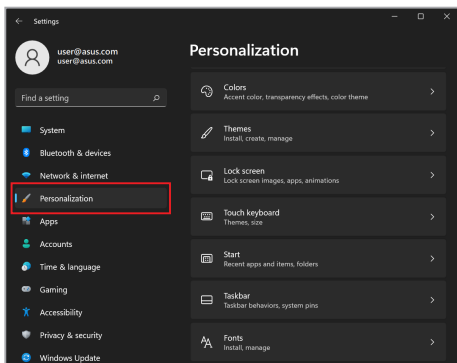 Settings
user@asus.com
user@asus.com
Find a setting
System
Bluetooth & devices
Network & internet
Personalization
Apps
Accounts
Time & language
Gaming
Accessibility
Privacy & security
Windows Update
Personalization
Colors
Accent color, transparency effects, color theme
Themes
Install, create, manage
Lock screen
Lock screen images, apps, animations
Touch keyboard
Themes, size
Start
Recent apps and items, folders
Taskbar
Taskbar behaviors, system pins
Fonts
Install, manage